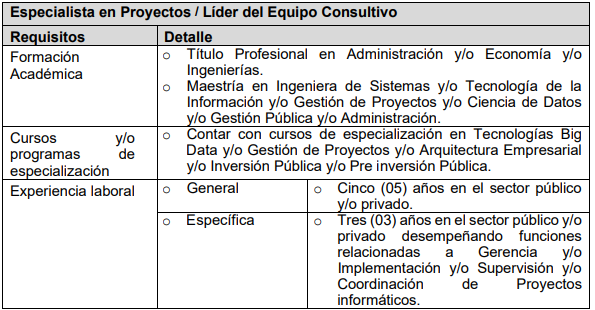 Especialista en Proyectos / Líder del Equipo Consultivo
Requisitos Detalle
Formación
Académica
o Título Profesional en Administración y/o Economía y/o
Ingenierías.
o Maestría en Ingeniera de Sistemas y/o Tecnología de la
Información y/o Gestión de Proyectos y/o Ciencia de Datos
y/o Gestión Pública y/o Administración.
Cursos y/o
programas de
especialización
o Contar con cursos de especialización en Tecnologías Big
Data y/o Gestión de Proyectos y/o Arquitectura Empresarial
y/o Inversión Pública y/o Pre inversión Pública.
Experiencia laboral
o General
o Cinco (05) años en el sector público
y/o privado.
o Específica
o Tres (03) años en el sector público y/o
privado desempeñando funciones
relacionadas a Gerencia y/o
Implementación y/o Supervisión y/o
Coordinación de Proyectos
informáticos.